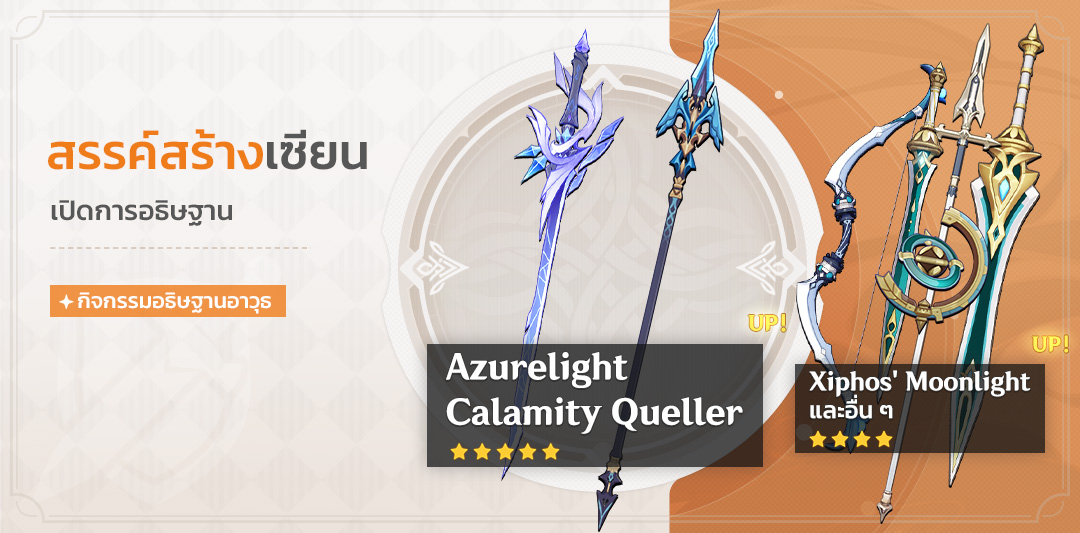 สรรค์สร้างเซียน
เปิดการอธิษฐาน
กิจกรรมอธิษฐานอาวุธ
UP!
Azurelight
Calamity Queller
UP!
Xiphos' Moonlight
และอื่น ๆ